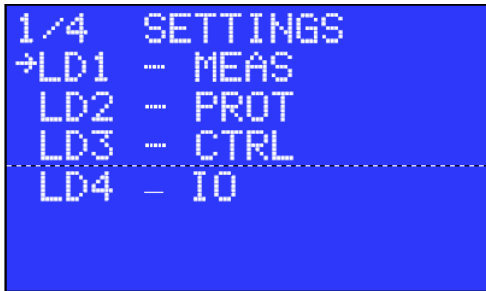 1/4 SETTINGS
→LD1 – MEAS
LD2 – PROT
LD3 – CTRL
LD4 – IO